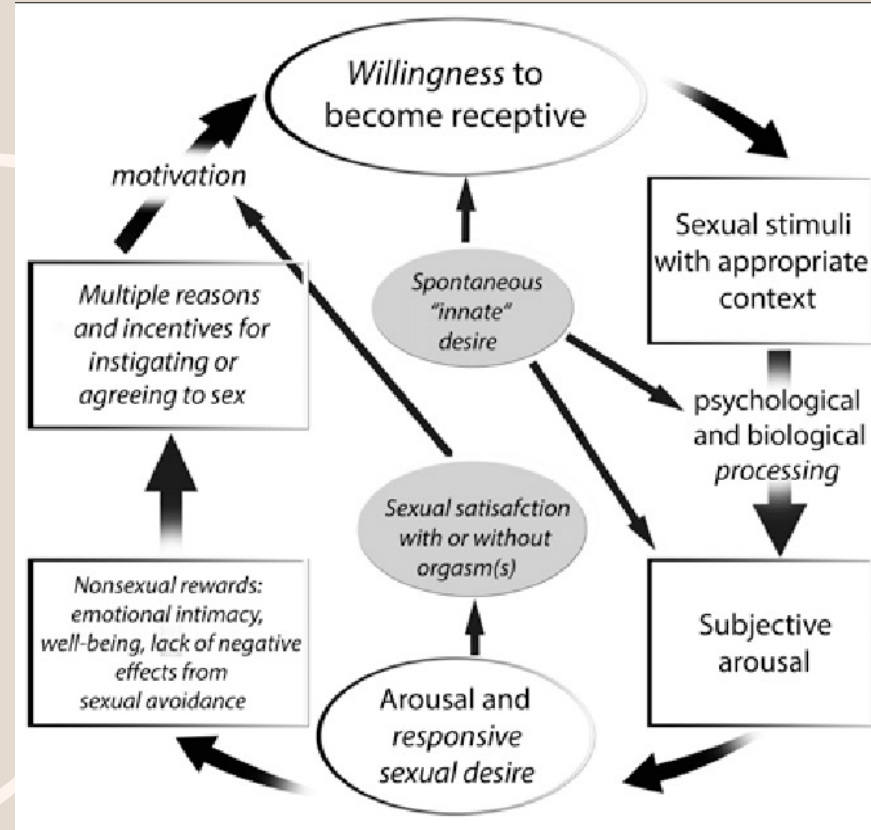 Willingness to
become receptive
motivation
Sexual stimuli
with appropriate
context
Spontaneous
"innate"
desire
Multiple reasons
and incentives for
instigating or
agreeing to sex
psychological
and biological
processing
Sexual satisafction
with or without
orgasm(s)
Nonsexual rewards:
emotional intimacy,
well-being, lack of negative
effects from
sexual avoidance
Subjective
arousal
Arousal and
responsive
sexual desire